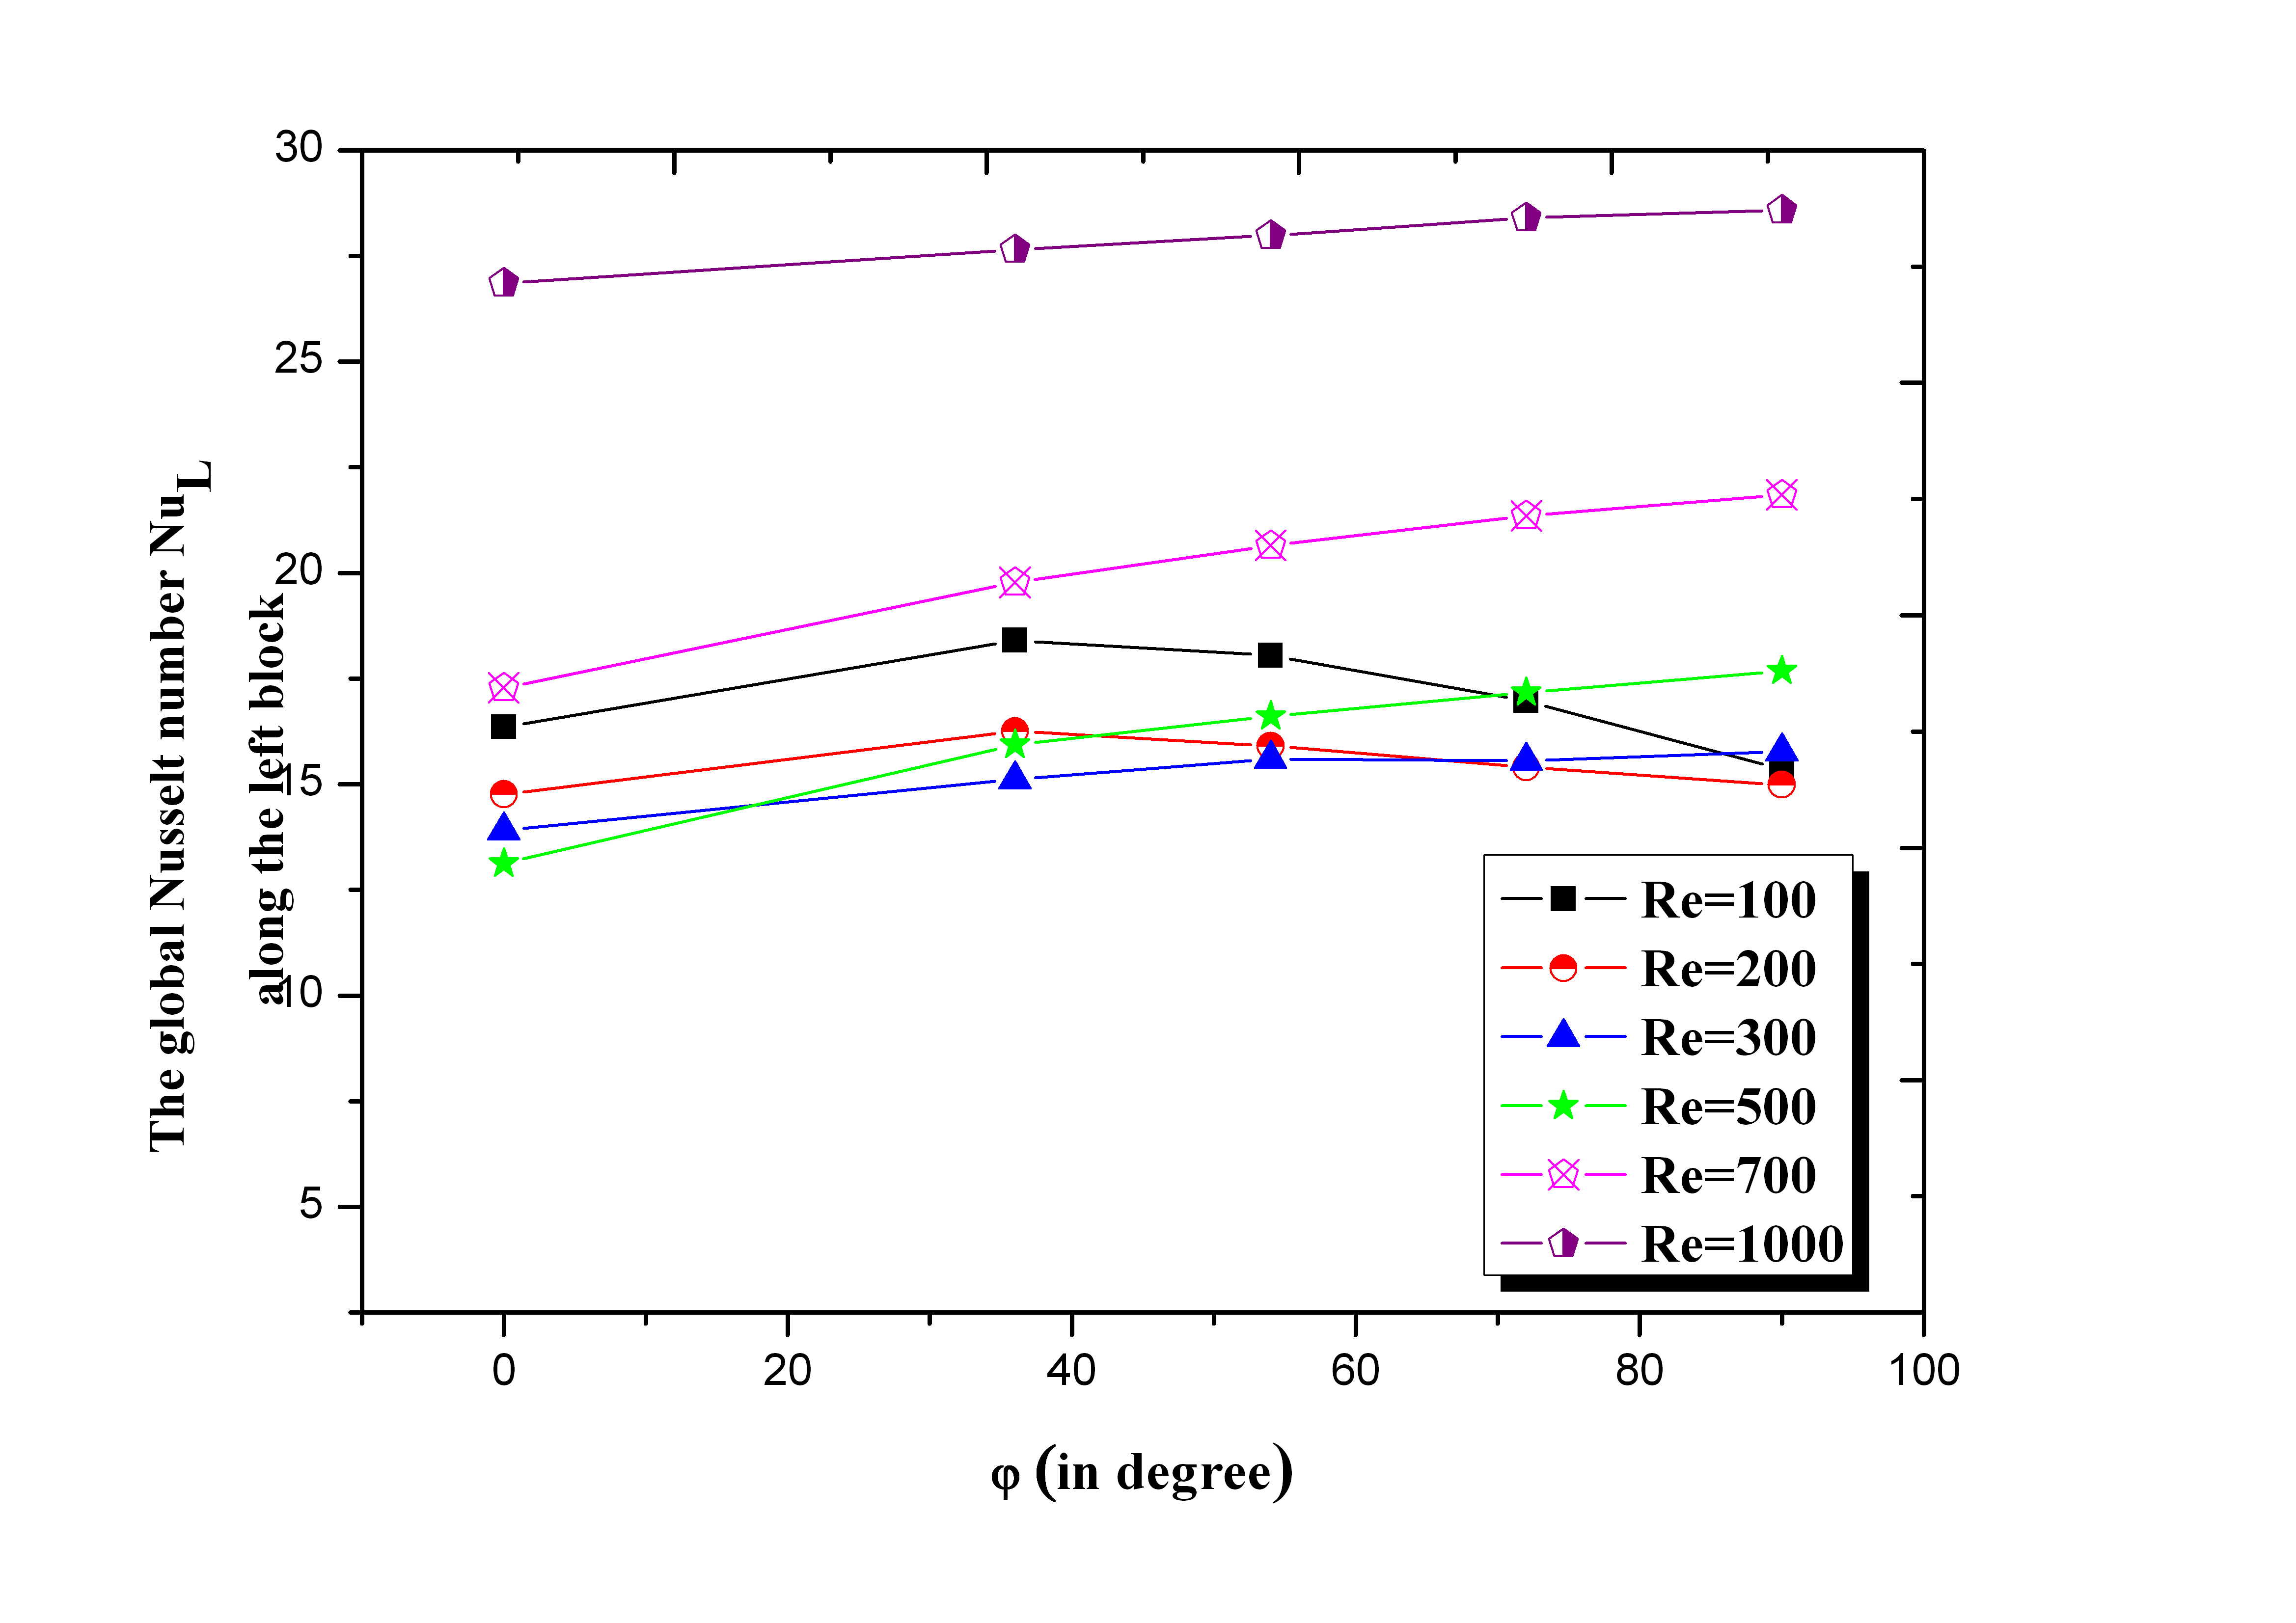 The global Nusselt number NuL
along the left block
30
25
20
15
10
5
0 20 40 60 80 100
φ (in degree)
Re=100
Re=200
Re=300
Re=500
Re=700
Re=1000